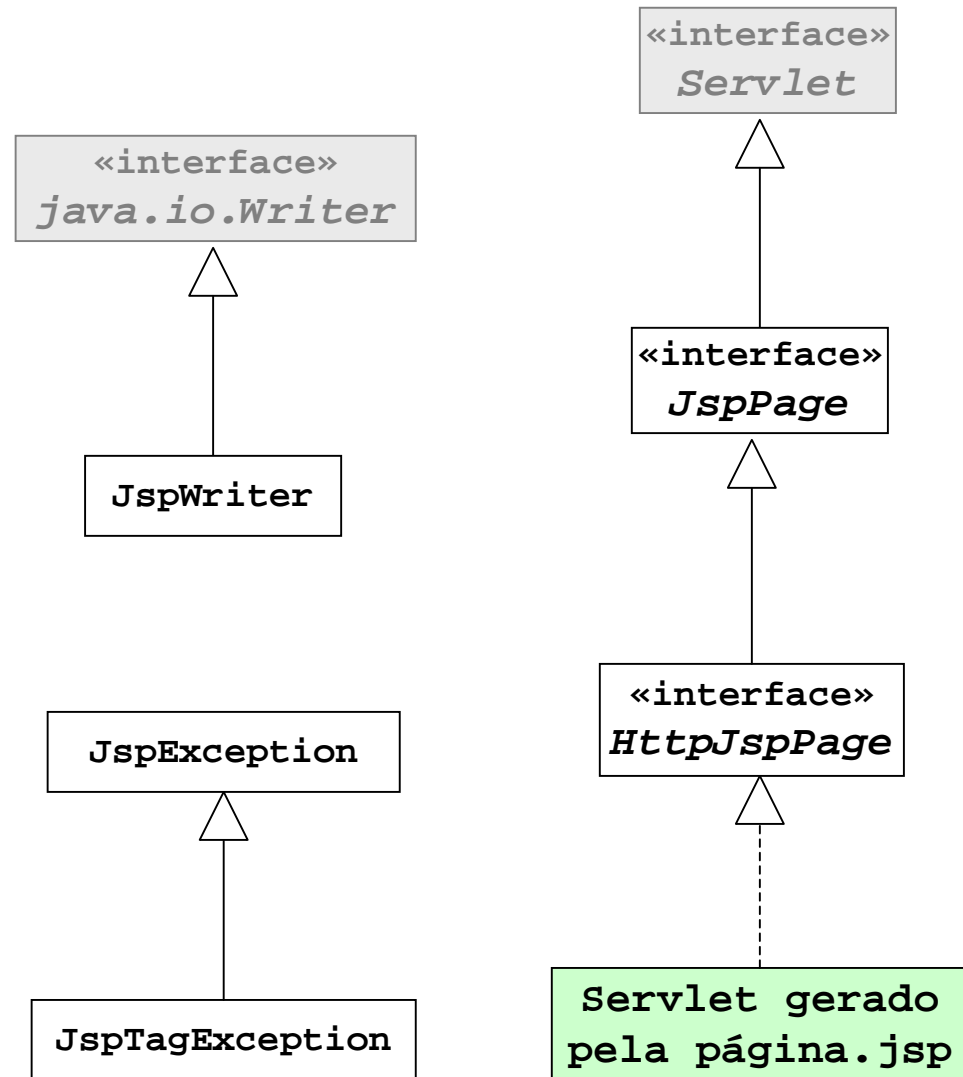 «interface»
Servlet
«interface»
java.io.Writer
«interface»
JspPage
JspWriter
«interface»
HttpJspPage
JspException
Servlet gerado
pela página.jsp
JspTagException